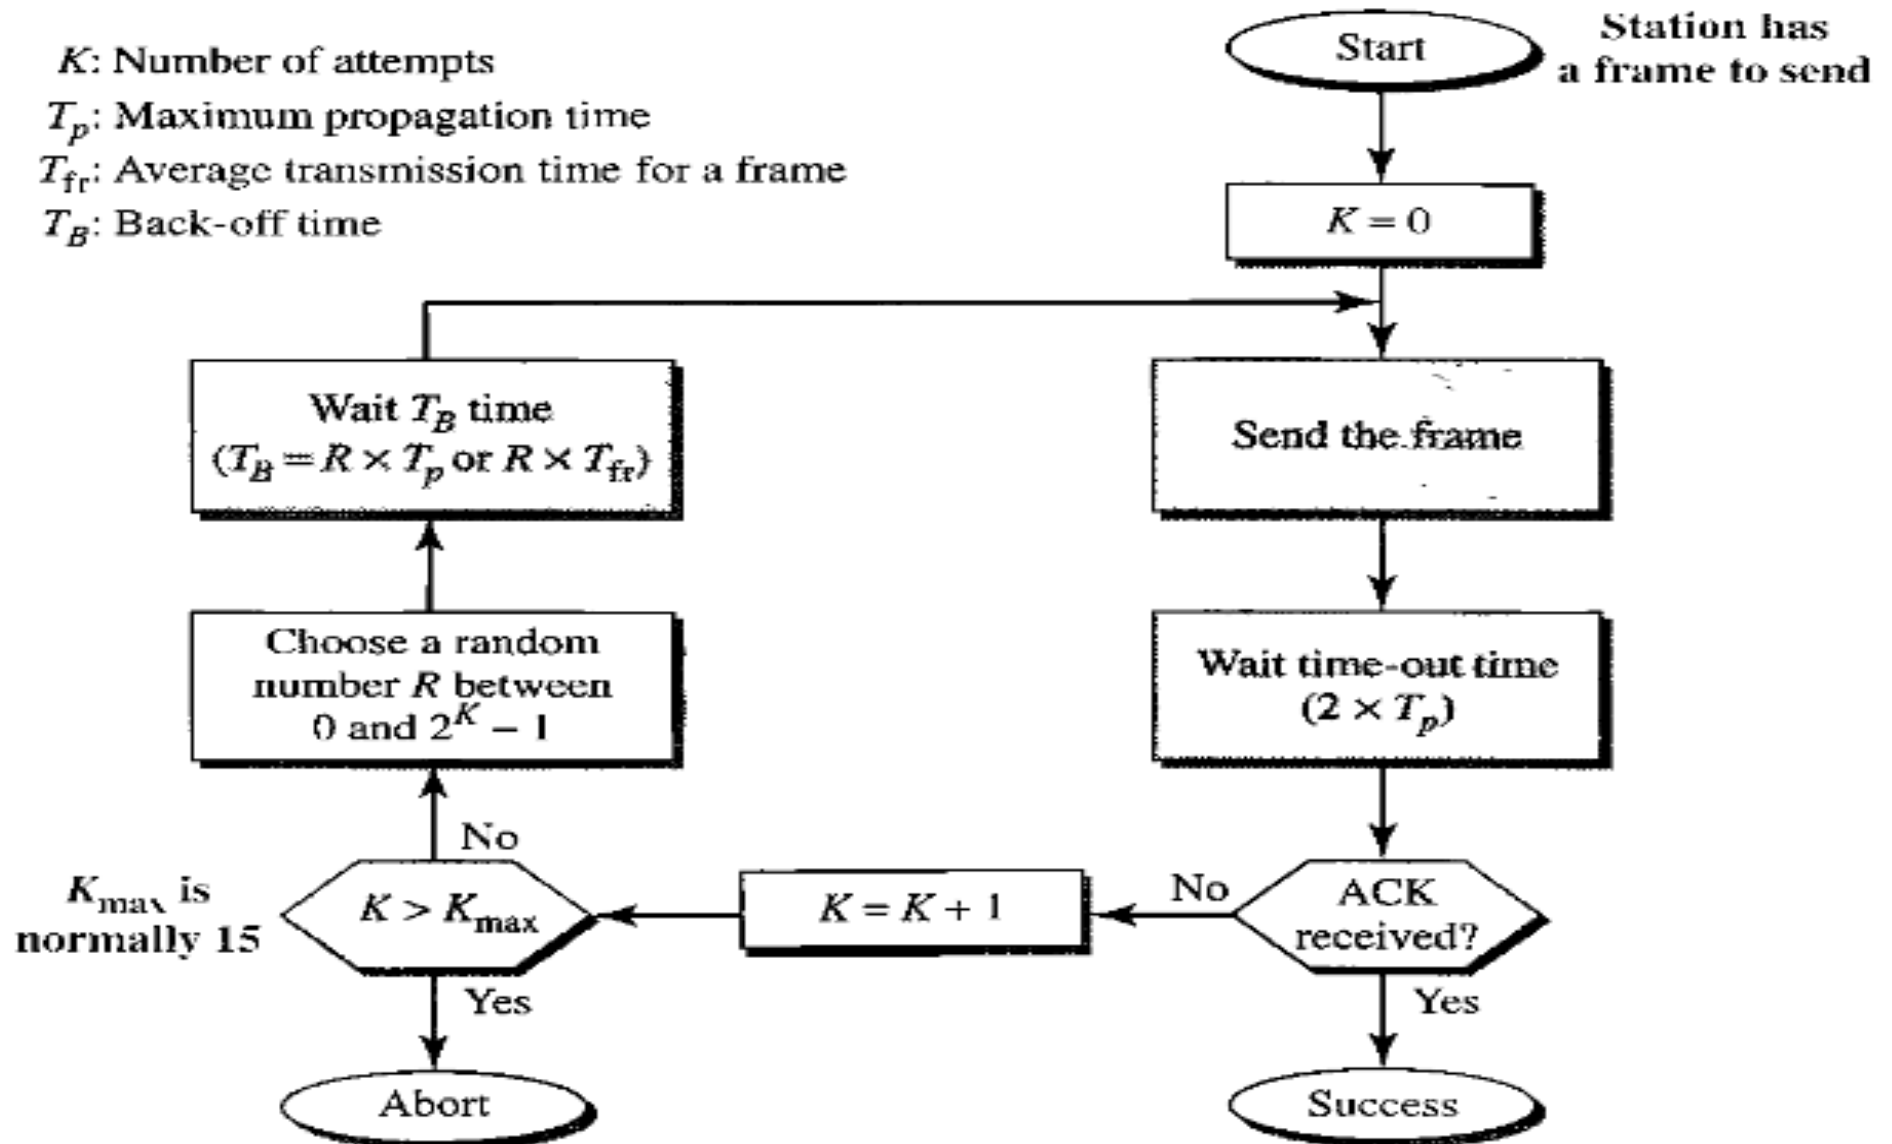 K: Number of attempts
Tp: Maximum propagation time
Tfr: Average transmission time for a frame
TB: Back-off time
Start
Station has
a frame to send
K = 0
Wait TB time
(TB = R × Tp or R × Tfr)
Send the frame
Choose a random
number R between
0 and 2^K − 1
Wait time-out time
(2 × Tp)
No
Kmax is
normally 15
K > Kmax
K = K + 1
No
ACK
received?
Yes
Yes
Abort
Success